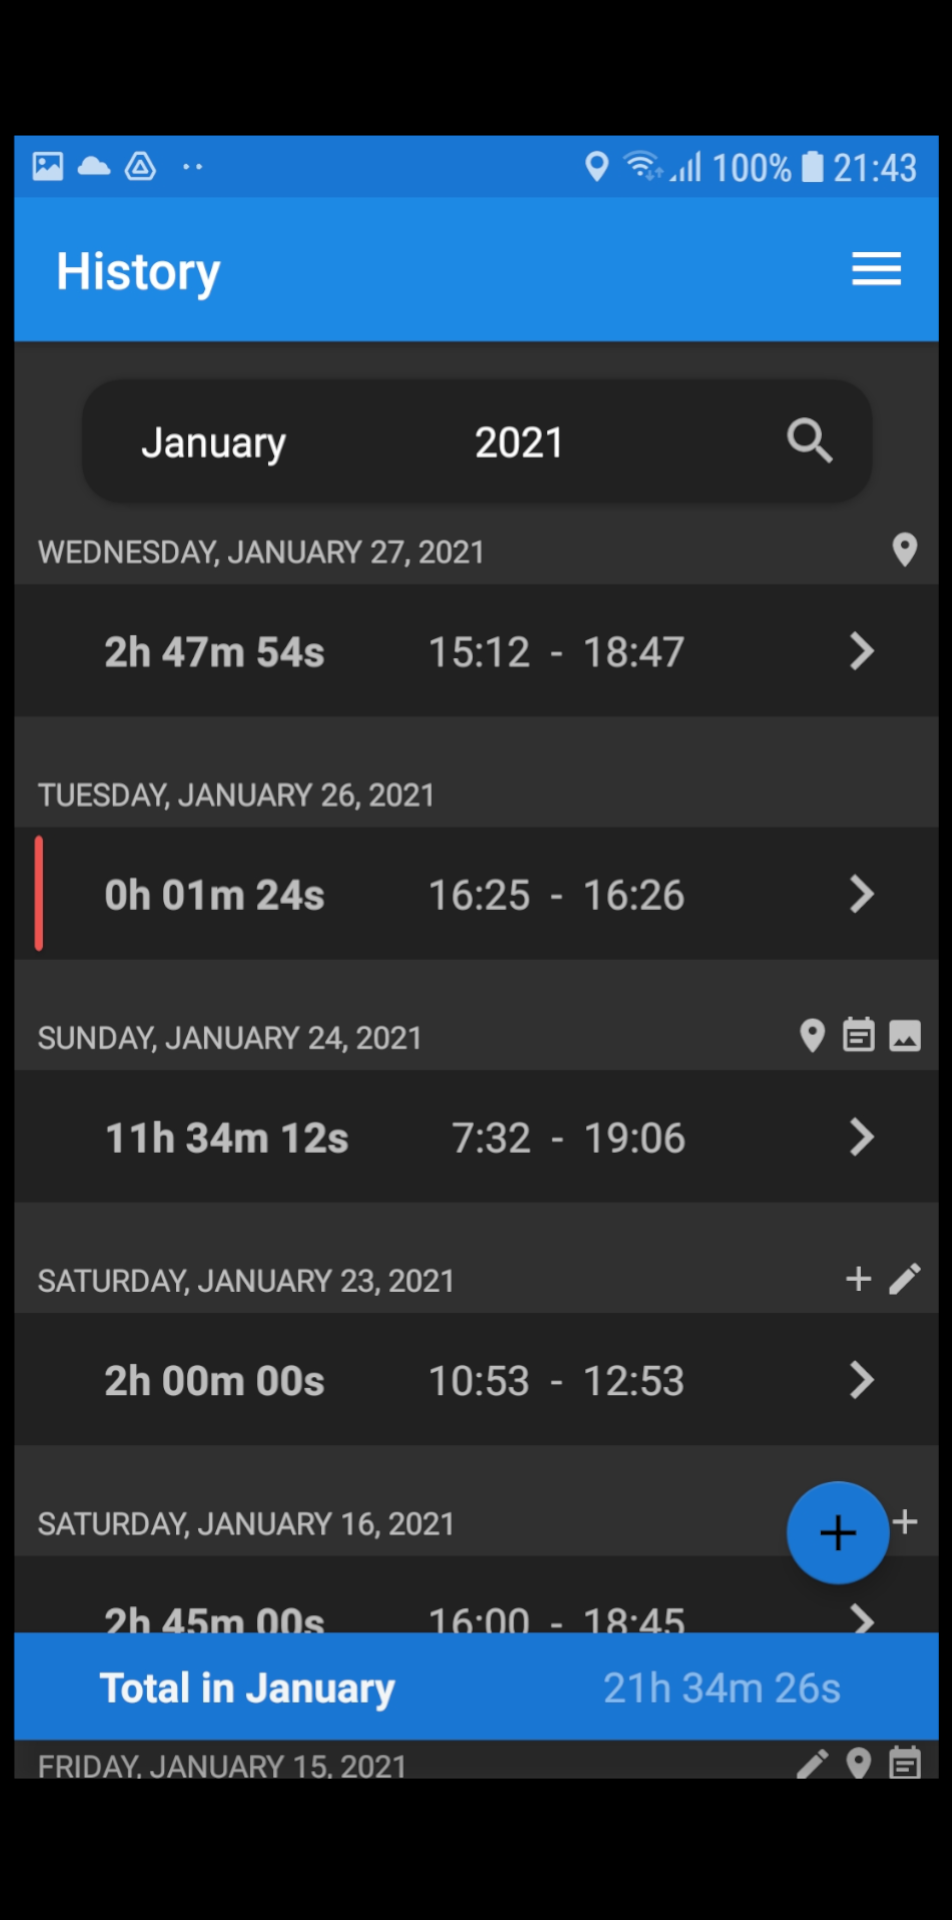 100% 21:43
History
January 2021
WEDNESDAY, JANUARY 27, 2021
2h 47m 54s 15:12 - 18:47
TUESDAY, JANUARY 26, 2021
0h 01m 24s 16:25 - 16:26
SUNDAY, JANUARY 24, 2021
11h 34m 12s 7:32 - 19:06
SATURDAY, JANUARY 23, 2021
2h 00m 00s 10:53 - 12:53
SATURDAY, JANUARY 16, 2021
2h 45m 00s 16:00 - 18:45
Total in January 21h 34m 26s
FRIDAY, JANUARY 15, 2021